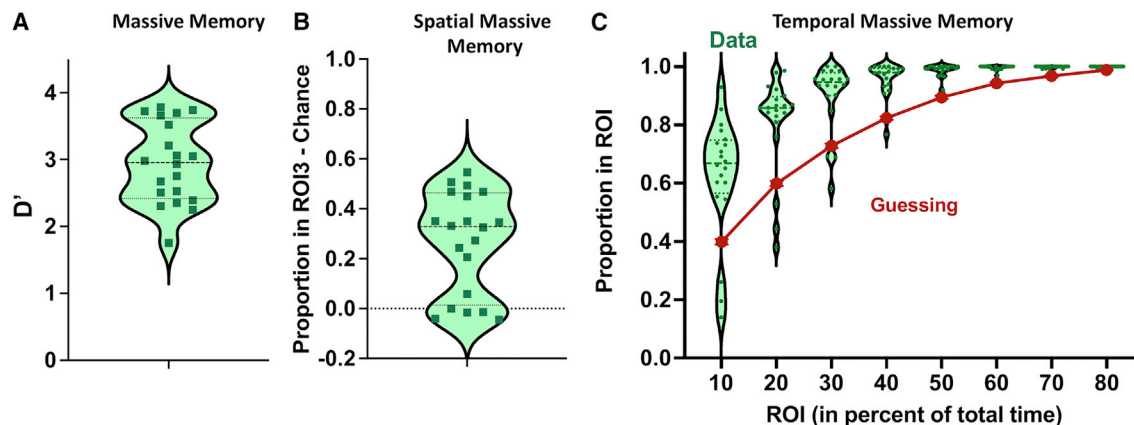 A
Massive Memory
D'
4
3
2
1
0
B
Spatial Massive
Memory
Proportion in ROI3 - Chance
1.0
0.8
0.6
0.4
0.2
0.0
-0.2
C
Temporal Massive Memory
Data
Proportion in ROI
1.0
0.8
0.6
0.4
0.2
0.0
Guessing
10 20 30 40 50 60 70 80
ROI (in percent of total time)